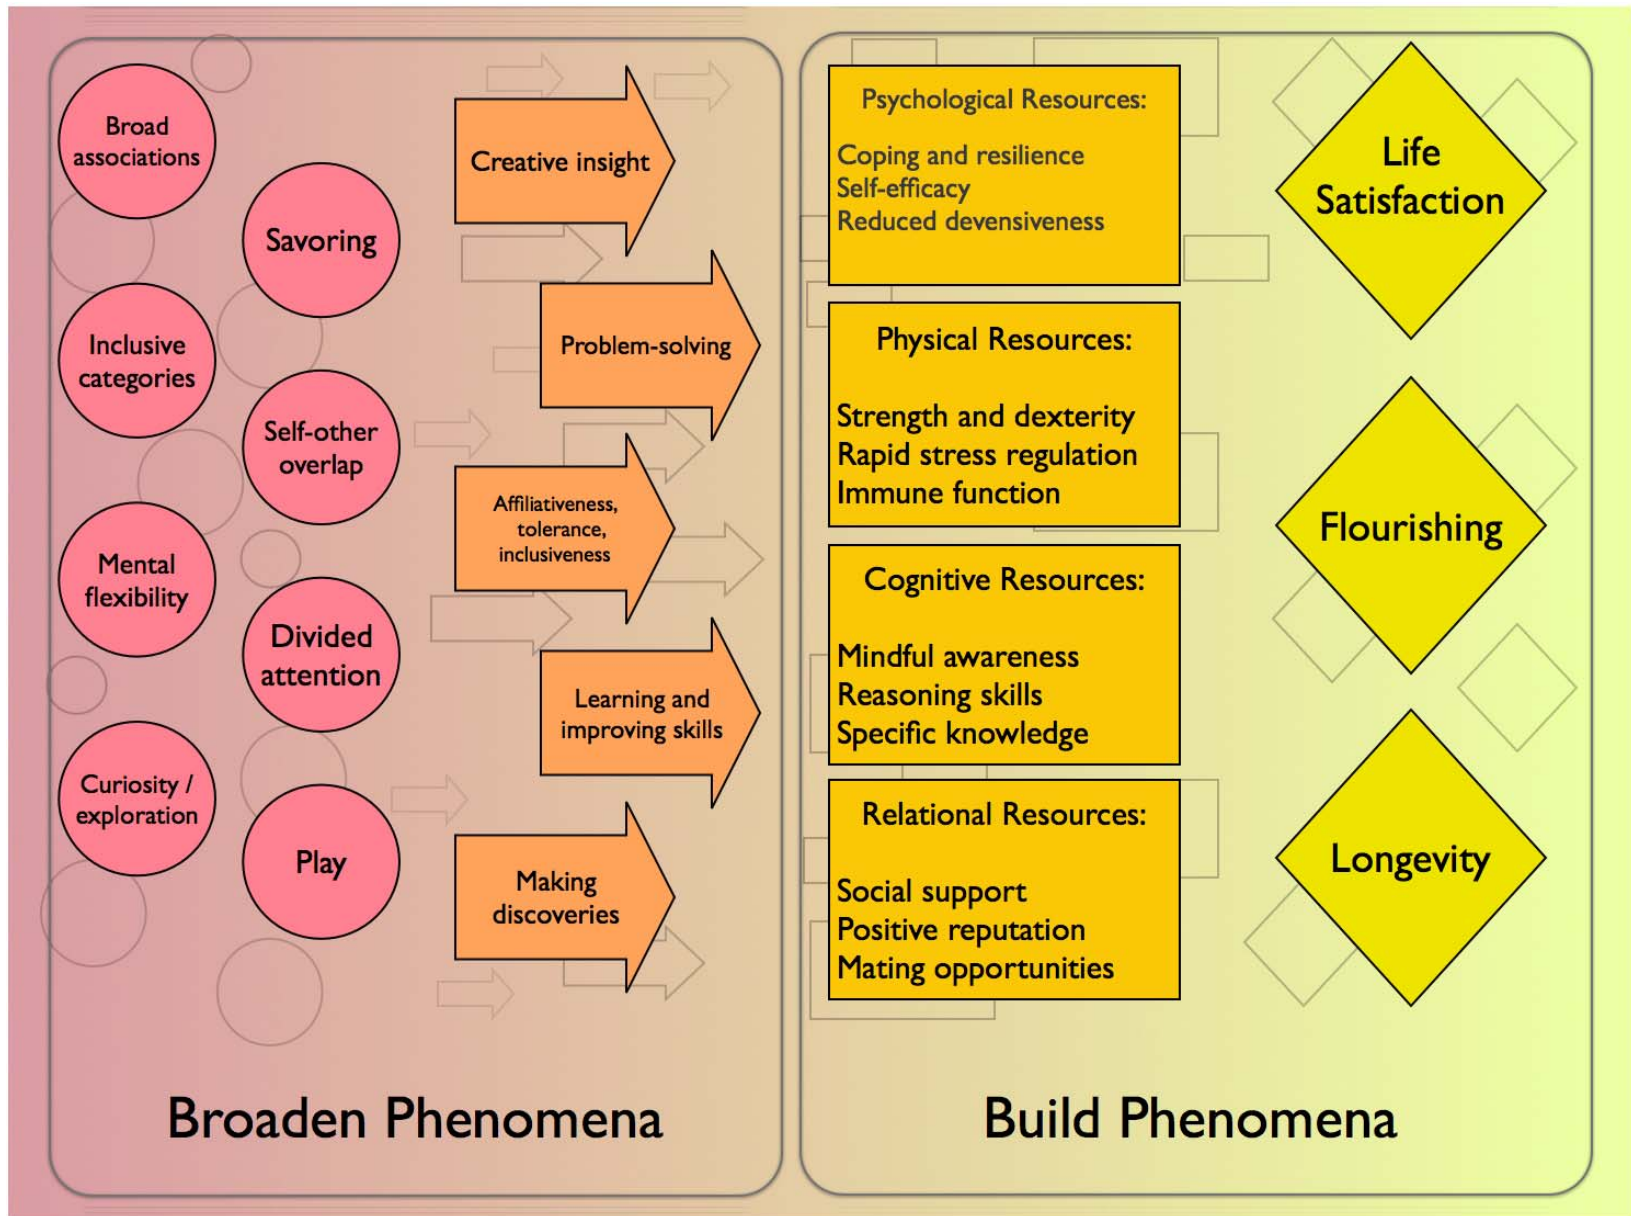 Broad
associations
Savoring
Inclusive
categories
Self-other
overlap
Mental
flexibility
Divided
attention
Curiosity /
exploration
Play
Creative insight
Problem-solving
Affiliativeness,
tolerance,
inclusiveness
Learning and
improving skills
Making
discoveries
Broaden Phenomena
Psychological Resources:
Coping and resilience
Self-efficacy
Reduced devensiveness
Physical Resources:
Strength and dexterity
Rapid stress regulation
Immune function
Cognitive Resources:
Mindful awareness
Reasoning skills
Specific knowledge
Relational Resources:
Social support
Positive reputation
Mating opportunities
Life
Satisfaction
Flourishing
Longevity
Build Phenomena